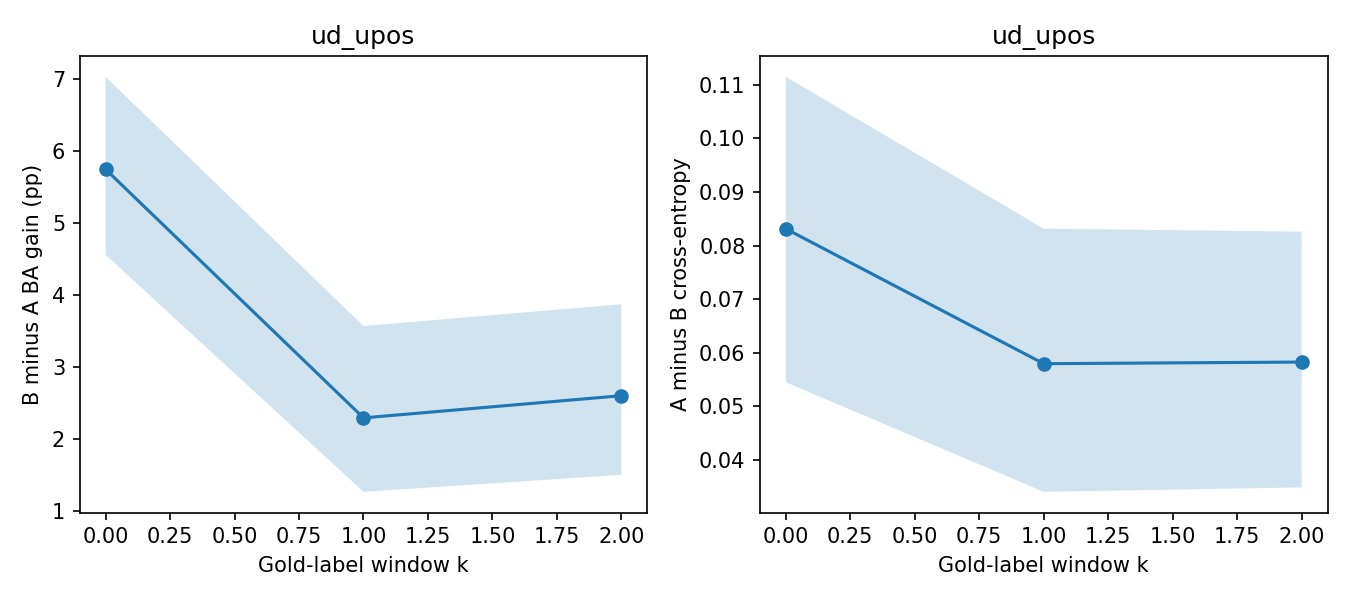 ud_upos
B minus A BA gain (pp)
7
6
5
4
3
2
1
0.00 0.25 0.50 0.75 1.00 1.25 1.50 1.75 2.00
Gold-label window k
ud_upos
A minus B cross-entropy
0.11
0.10
0.09
0.08
0.07
0.06
0.05
0.04
0.00 0.25 0.50 0.75 1.00 1.25 1.50 1.75 2.00
Gold-label window k